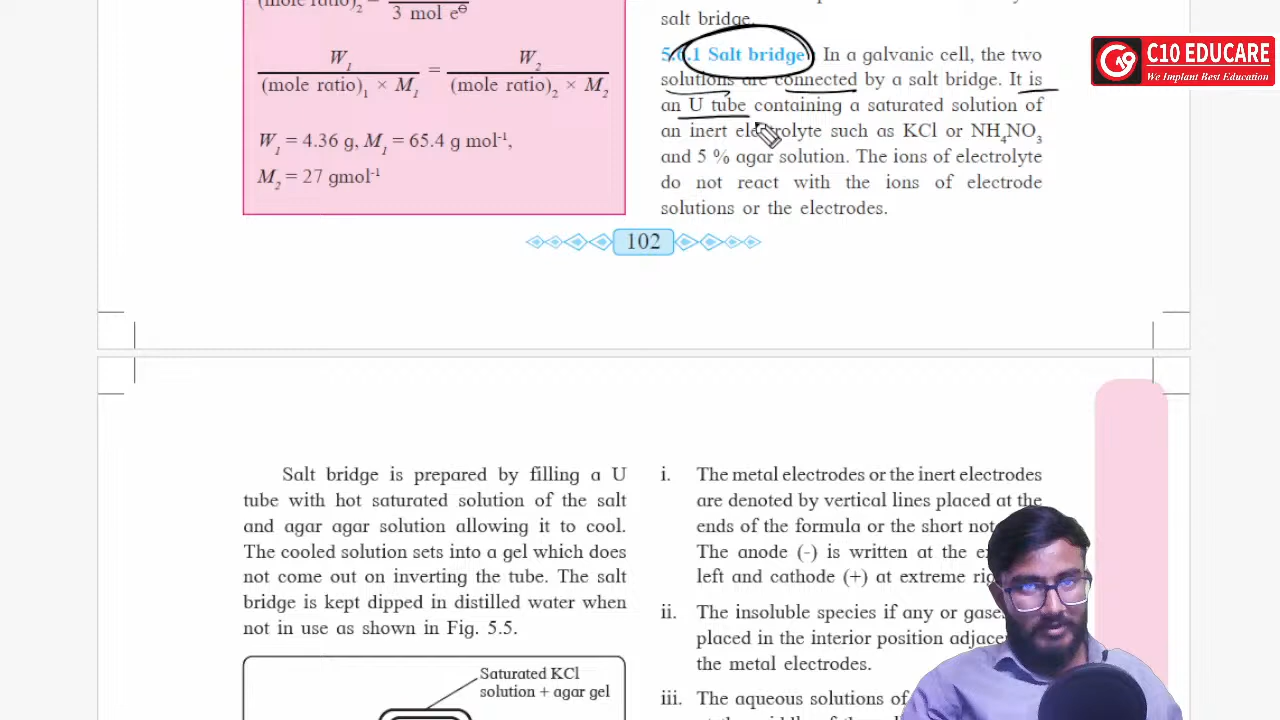 (mole ratio)₂ =
3 mol e⊖
W₁ / (mole ratio)₁ × M₁ = W₂ / (mole ratio)₂ × M₂
W₁ = 4.36 g, M₁ = 65.4 g mol⁻¹,
M₂ = 27 gmol⁻¹
salt bridge.
5.6.1 Salt bridge In a galvanic cell, the two
solutions are connected by a salt bridge. It is
an U tube containing a saturated solution of
an inert electrolyte such as KCl or NH₄NO₃
and 5 % agar solution. The ions of electrolyte
do not react with the ions of electrode
solutions or the electrodes.
102
C10 EDUCARE
We Implant Best Education
Salt bridge is prepared by filling a U
tube with hot saturated solution of the salt
and agar agar solution allowing it to cool.
The cooled solution sets into a gel which does
not come out on inverting the tube. The salt
bridge is kept dipped in distilled water when
not in use as shown in Fig. 5.5.
Saturated KCl
solution + agar gel
i. The metal electrodes or the inert electrodes
are denoted by vertical lines placed at the
ends of the formula or the short
The anode (-) is written at the
left and cathode (+) at extreme
ii. The insoluble species if any or
placed in the interior position
the metal electrodes.
iii. The aqueous solutions of